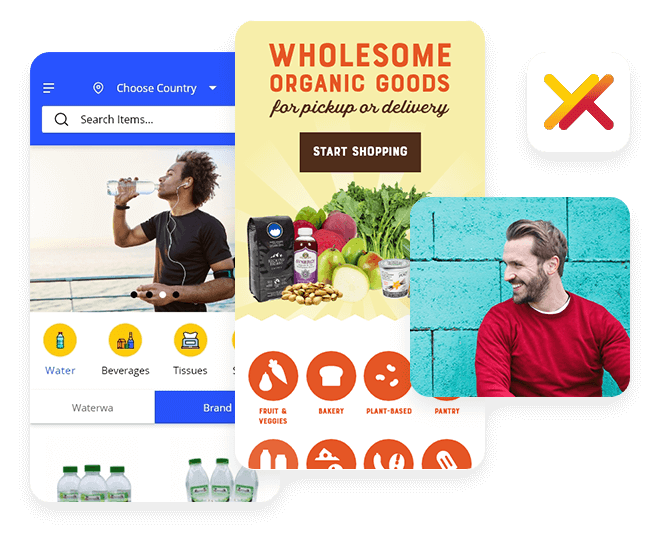 Choose Country
Search Items...
Water
Beverages
Tissues
Waterwa
Brand
WHOLESOME
ORGANIC GOODS
for pickup or delivery
START SHOPPING
FRUIT &
VEGGIES
BAKERY
PLANT-BASED
PANTRY